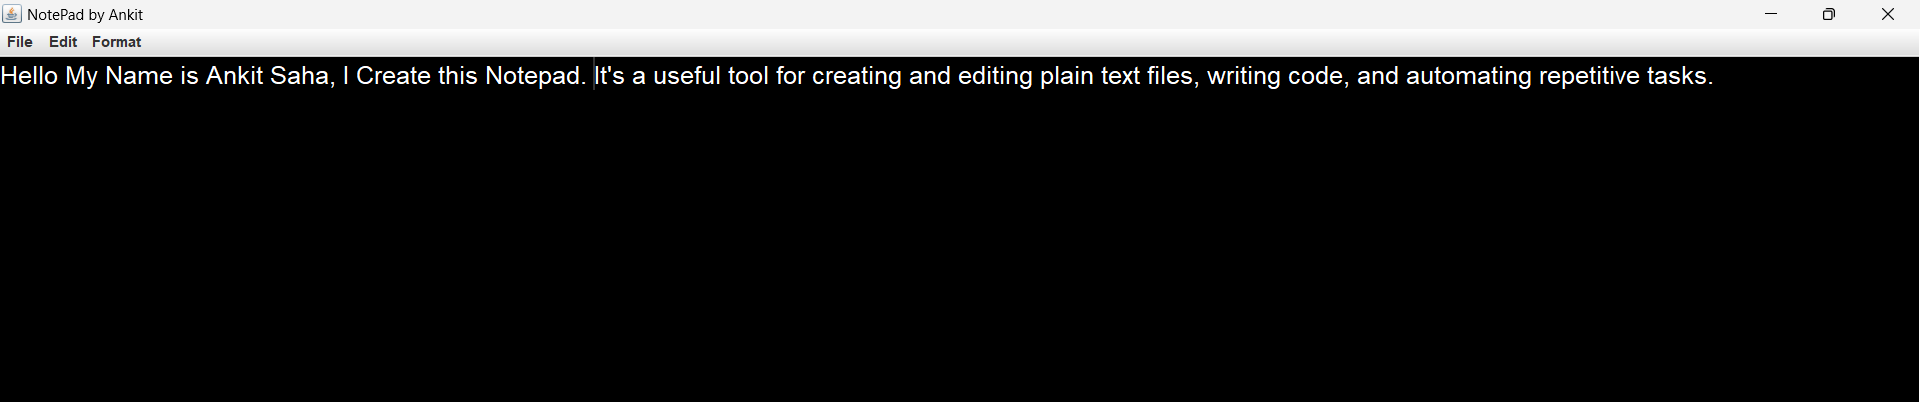 NotePad by Ankit
File Edit Format
Hello My Name is Ankit Saha, I Create this Notepad. It's a useful tool for creating and editing plain text files, writing code, and automating repetitive tasks.